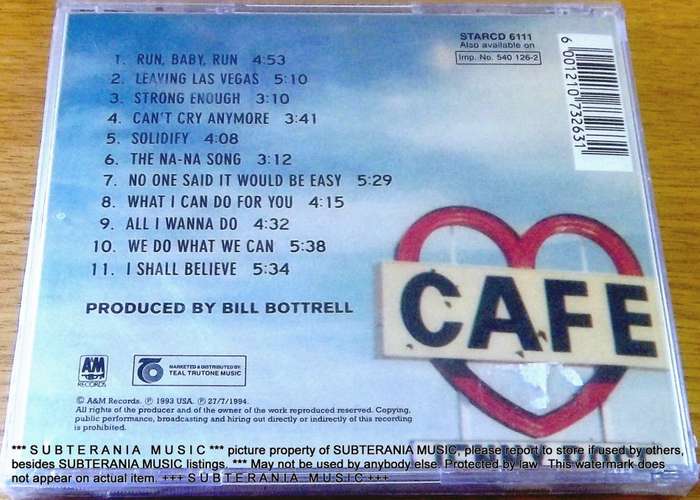 STARCD 6111
Also available on
Imp. No. 540 126-2
6 001210 173263 1
1. RUN, BABY, RUN 4:53
2. LEAVING LAS VEGAS 5:10
3. STRONG ENOUGH 3:10
4. CAN'T CRY ANYMORE 3:41
5. SOLIDIFY 4:08
6. THE NA-NA SONG 3:12
7. NO ONE SAID IT WOULD BE EASY 5:29
8. WHAT I CAN DO FOR YOU 4:15
9. ALL I WANNA DO 4:32
10. WE DO WHAT WE CAN 5:38
11. I SHALL BELIEVE 5:34
CAFE
PRODUCED BY BILL BOTTRELL
A&M
RECORDS
MARKETED & DISTRIBUTED BY:
TEAL TRUTONE MUSIC
© A&M Records. ℗ 1993 USA. ℗ 27/7/1994.
All rights of the producer and of the owner of the work reproduced reserved. Copying,
public performance, broadcasting and hiring out directly or indirectly of this recording
is prohibited.
*** S U B T E R A N I A   M U S I C *** picture property of SUBTERANIA MUSIC, please report to store if used by others,
besides SUBTERANIA MUSIC listings. *** May not be used by anybody else. Protected by law   This watermark does
not appear on actual item. +++ S U B T E R A N I A   M U S I C +++